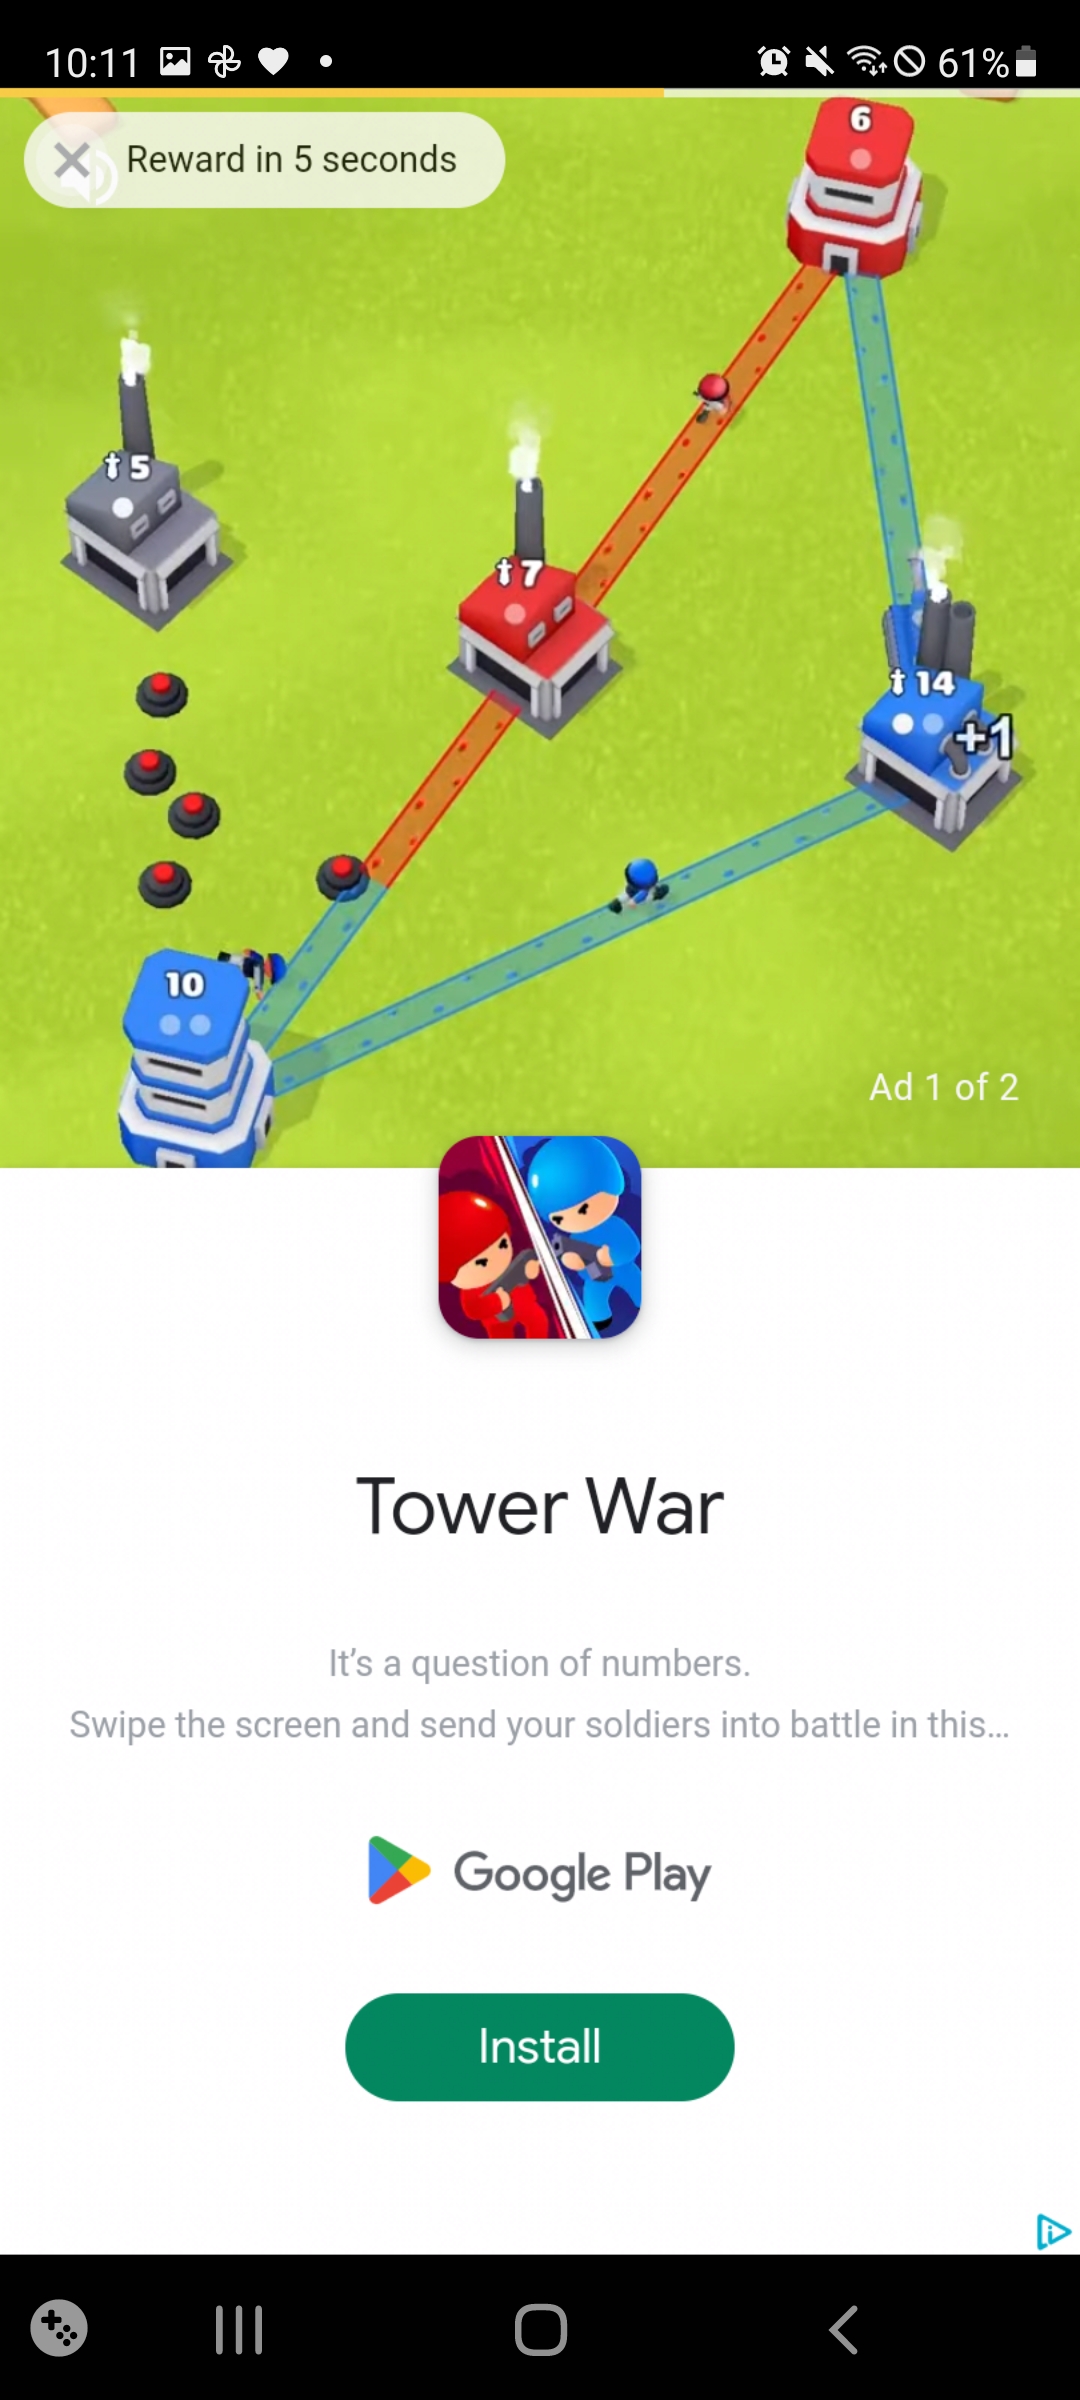 10:11
61%
Reward in 5 seconds
6
5
7
14
+1
10
Ad 1 of 2
Tower War
It’s a question of numbers.
Swipe the screen and send your soldiers into battle in this...
Google Play
Install